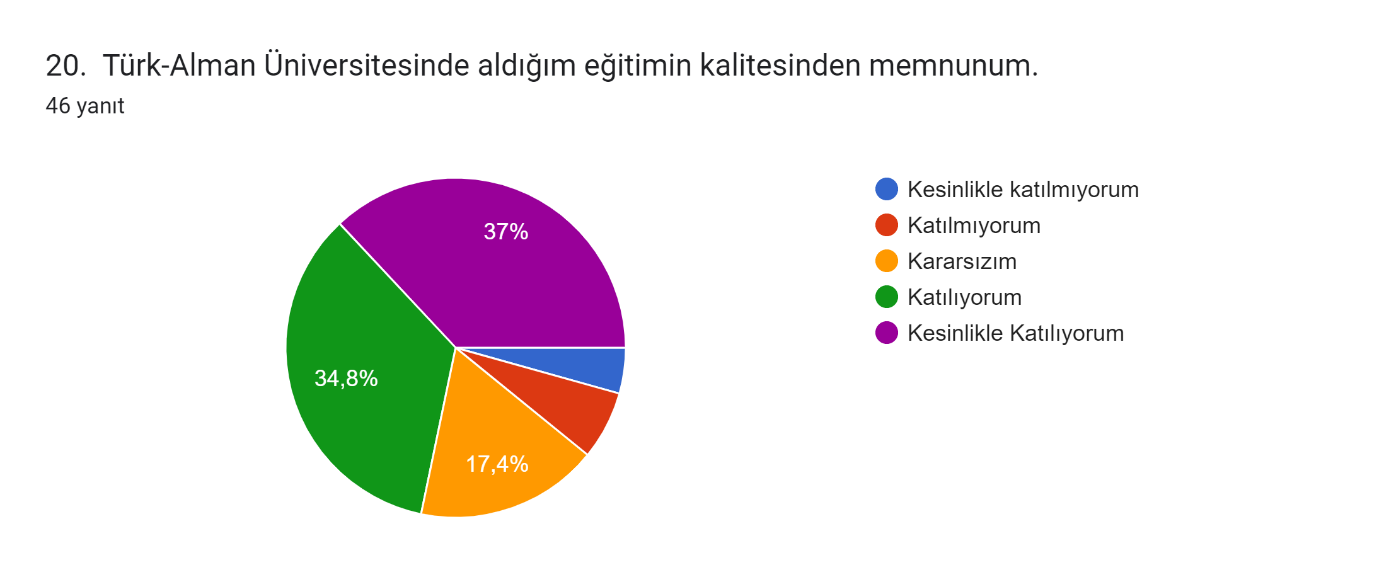 20. Türk-Alman Üniversitesinde aldığım eğitimin kalitesinden memnunum.
46 yanıt
37%
34,8%
17,4%
Kesinlikle katılmıyorum
Katılmıyorum
Kararsızım
Katılıyorum
Kesinlikle Katılıyorum